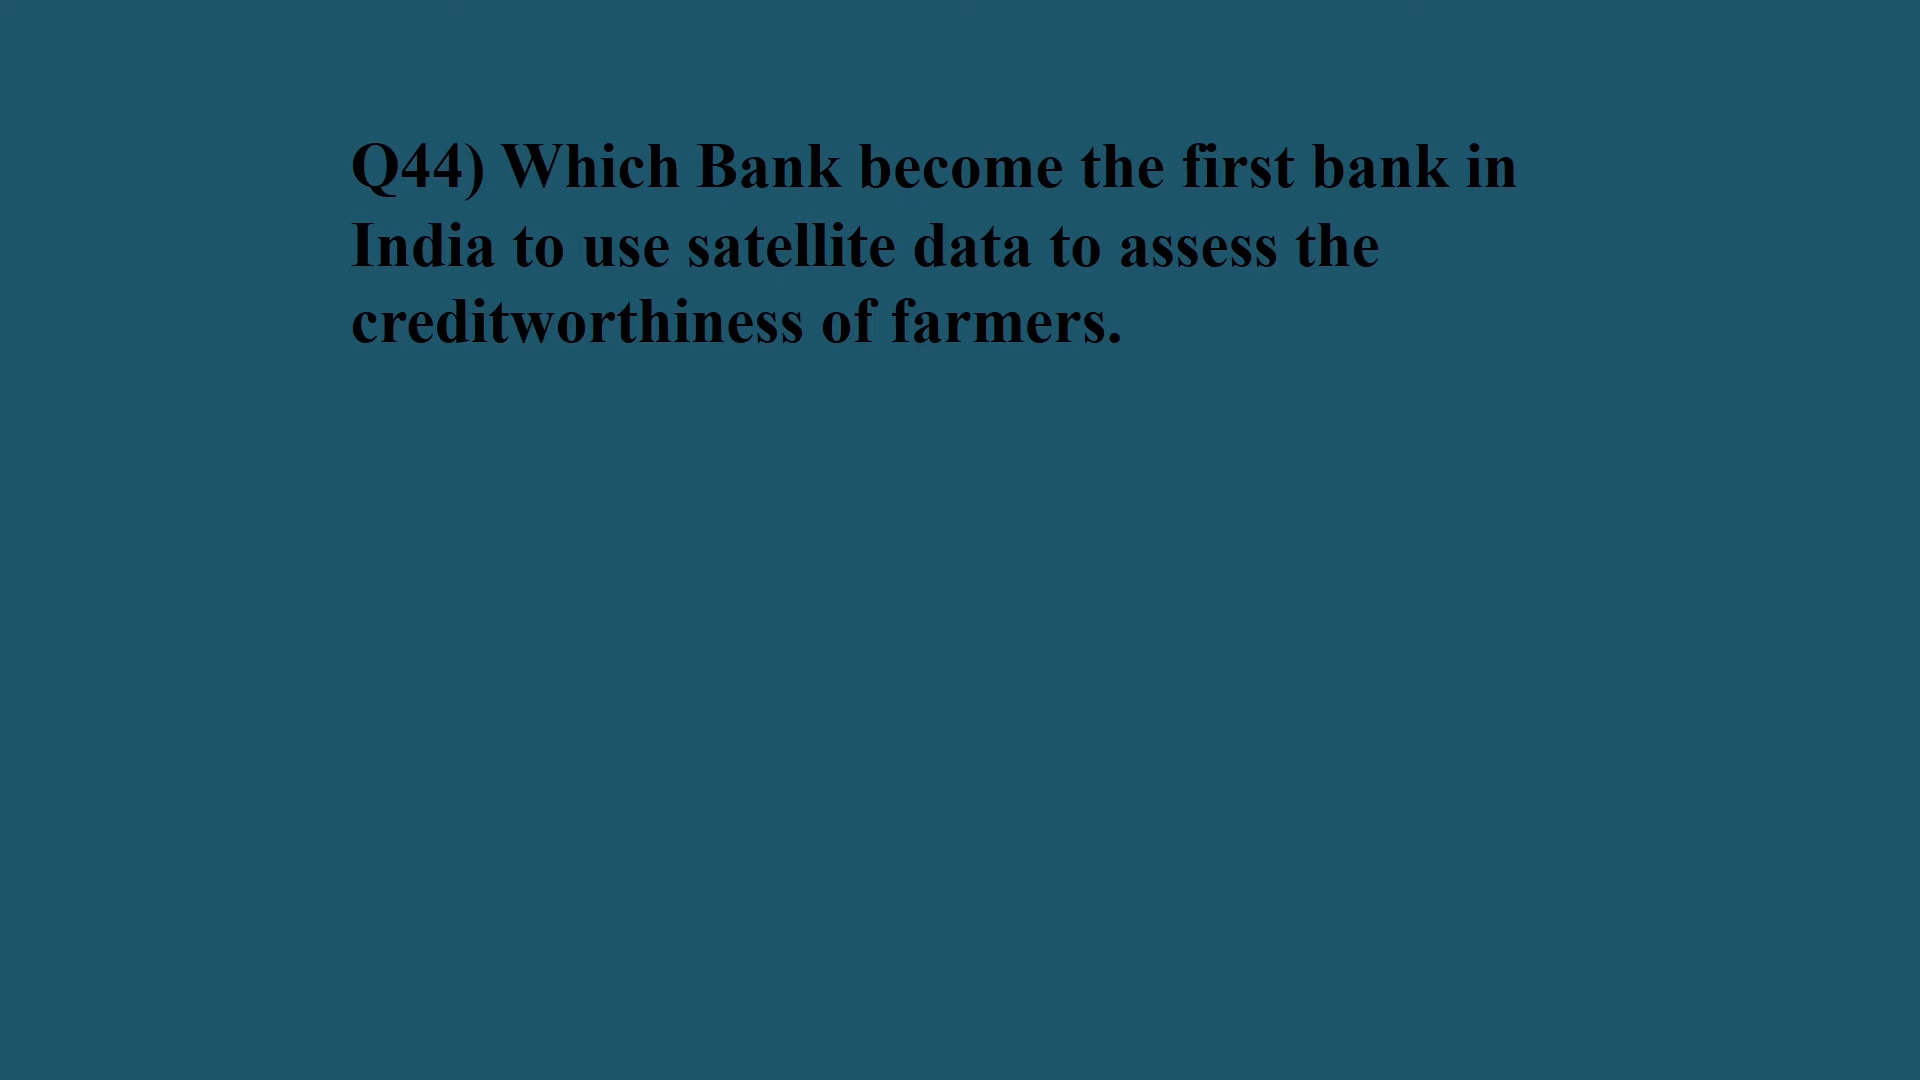 Q44) Which Bank become the first bank in
India to use satellite data to assess the
creditworthiness of farmers.